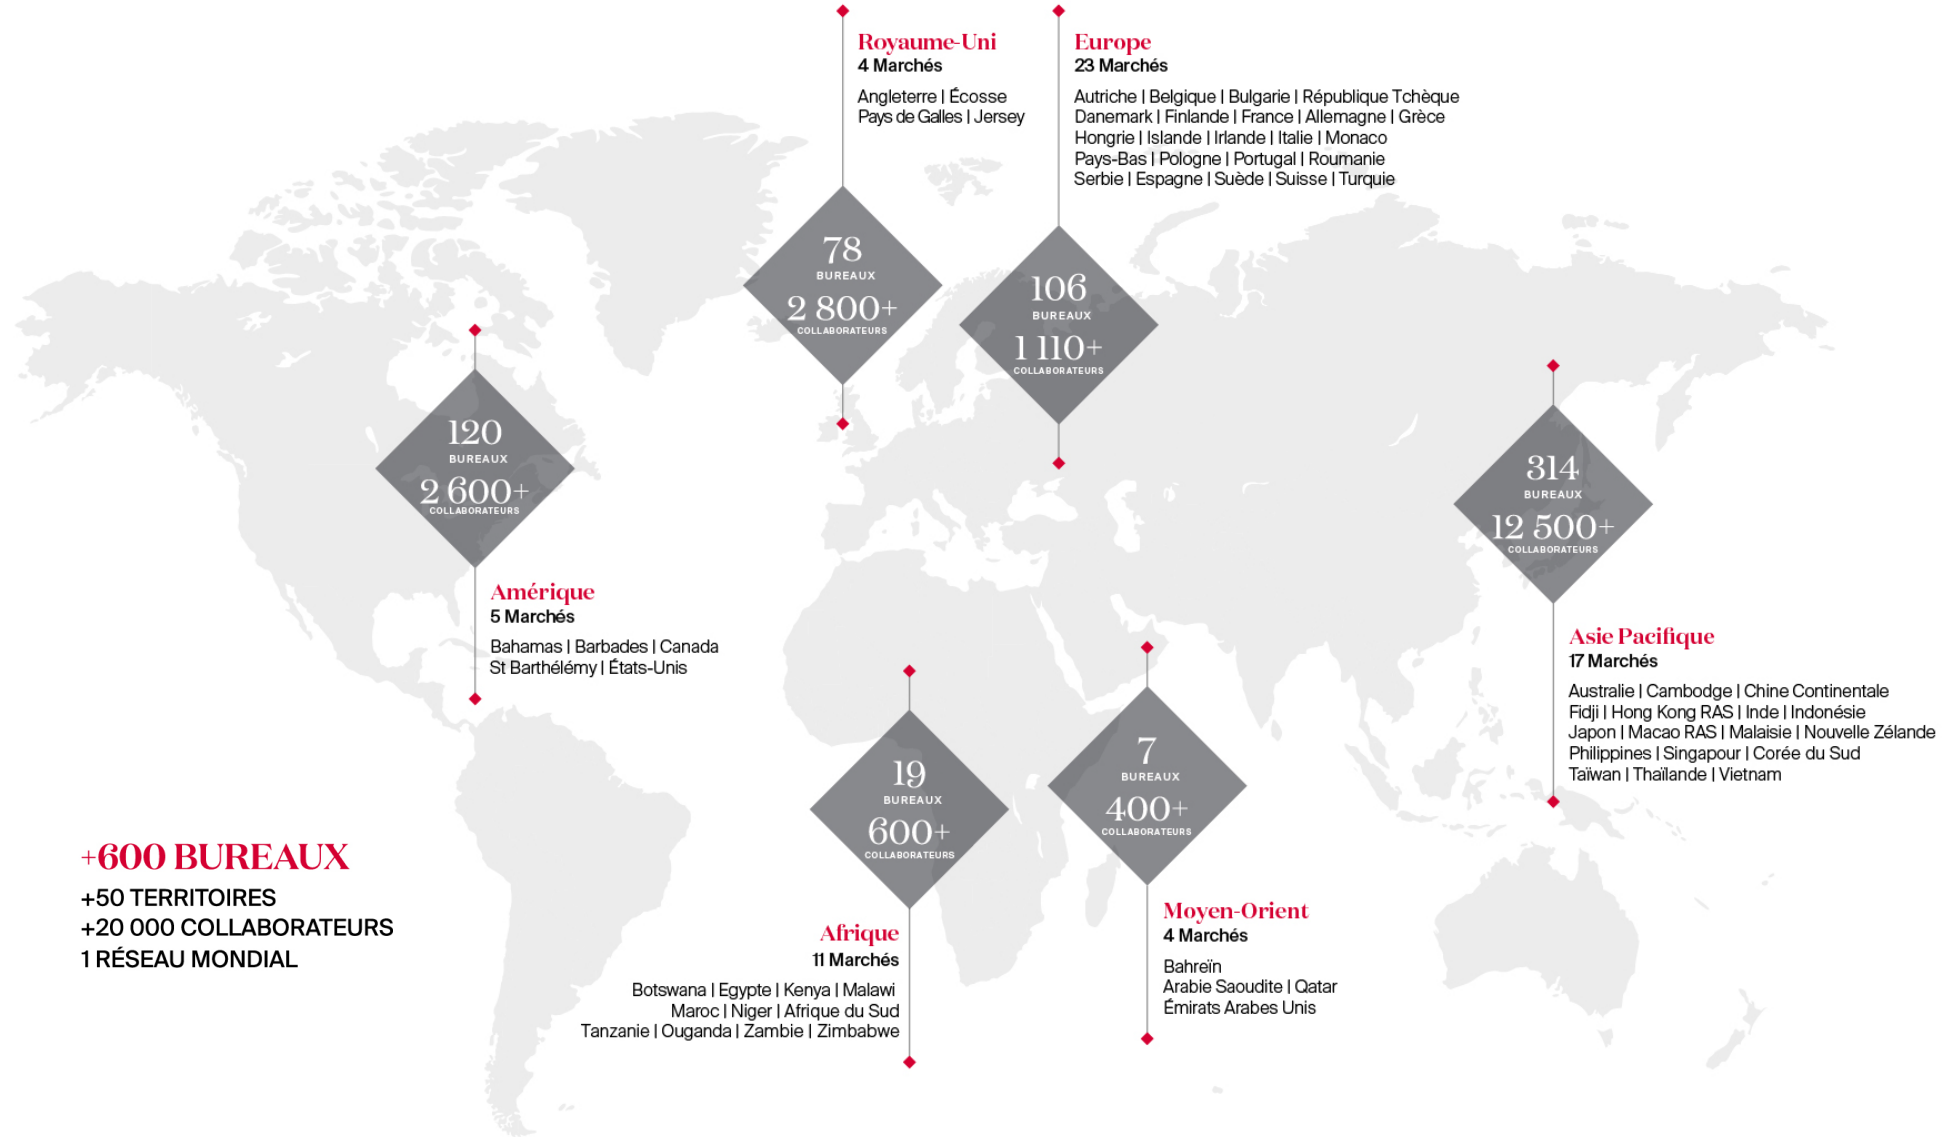 Royaume-Uni
4 Marchés
Angleterre | Écosse
Pays de Galles | Jersey
78
BUREAUX
2 800+
COLLABORATEURS
Europe
23 Marchés
Autriche | Belgique | Bulgarie | République Tchèque
Danemark | Finlande | France | Allemagne | Grèce
Hongrie | Islande | Irlande | Italie | Monaco
Pays-Bas | Pologne | Portugal | Roumanie
Serbie | Espagne | Suède | Suisse | Turquie
106
BUREAUX
1 110+
COLLABORATEURS
120
BUREAUX
2 600+
COLLABORATEURS
Amérique
5 Marchés
Bahamas | Barbades | Canada
St Barthélémy | États-Unis
314
BUREAUX
12 500+
COLLABORATEURS
Asie Pacifique
17 Marchés
Australie | Cambodge | Chine Continentale
Fidji | Hong Kong RAS | Inde | Indonésie
Japon | Macao RAS | Malaisie | Nouvelle Zélande
Philippines | Singapour | Corée du Sud
Taïwan | Thaïlande | Vietnam
19
BUREAUX
600+
COLLABORATEURS
Afrique
11 Marchés
Botswana | Egypte | Kenya | Malawi
Maroc | Niger | Afrique du Sud
Tanzanie | Ouganda | Zambie | Zimbabwe
7
BUREAUX
400+
COLLABORATEURS
Moyen-Orient
4 Marchés
Bahreïn
Arabie Saoudite | Qatar
Émirats Arabes Unis
+600 BUREAUX
+50 TERRITOIRES
+20 000 COLLABORATEURS
1 RÉSEAU MONDIAL